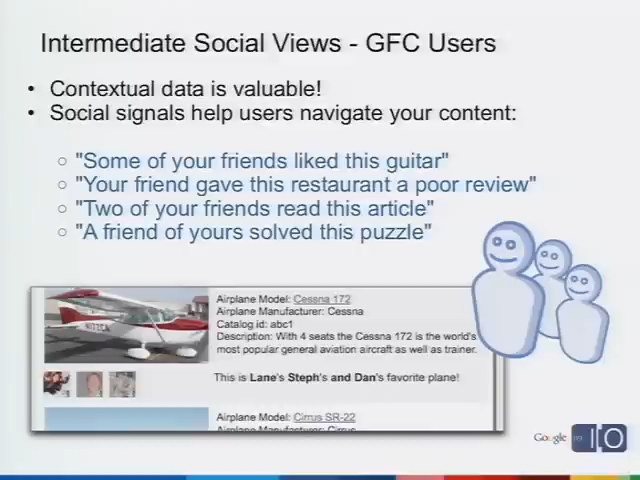 Intermediate Social Views - GFC Users
• Contextual data is valuable!
• Social signals help users navigate your content:
○ "Some of your friends liked this guitar"
○ "Your friend gave this restaurant a poor review"
○ "Two of your friends read this article"
○ "A friend of yours solved this puzzle"
Airplane Model: Cessna 172
Airplane Manufacturer: Cessna
Catalog id: abc1
Description: With 4 seats the Cessna 172 is the world's
most popular general aviation aircraft as well as trainer.
This is Lane's Steph's and Dan's favorite plane!
Airplane Model: Cirrus SR-22
Airplane Manufacturer: Cirrus
Google IO